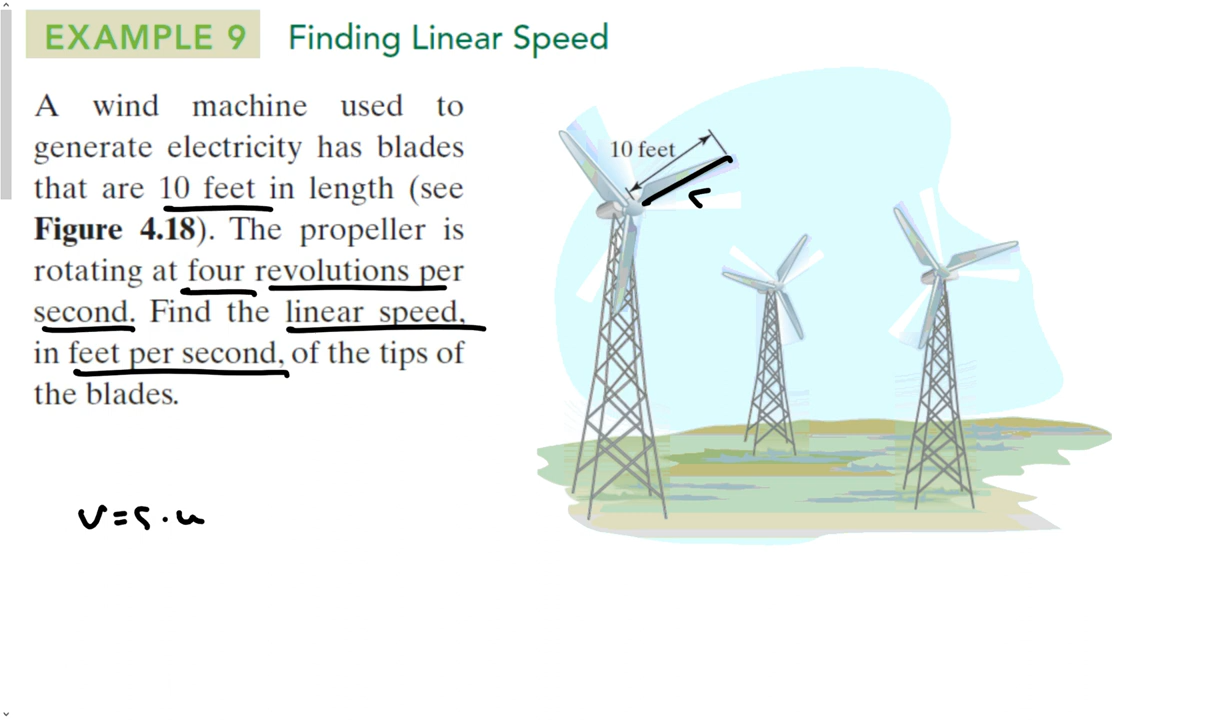 EXAMPLE 9 Finding Linear Speed
A wind machine used to
generate electricity has blades
that are 10 feet in length (see
Figure 4.18). The propeller is
rotating at four revolutions per
second. Find the linear speed,
in feet per second, of the tips of
the blades.
10 feet
r
v=r·ω